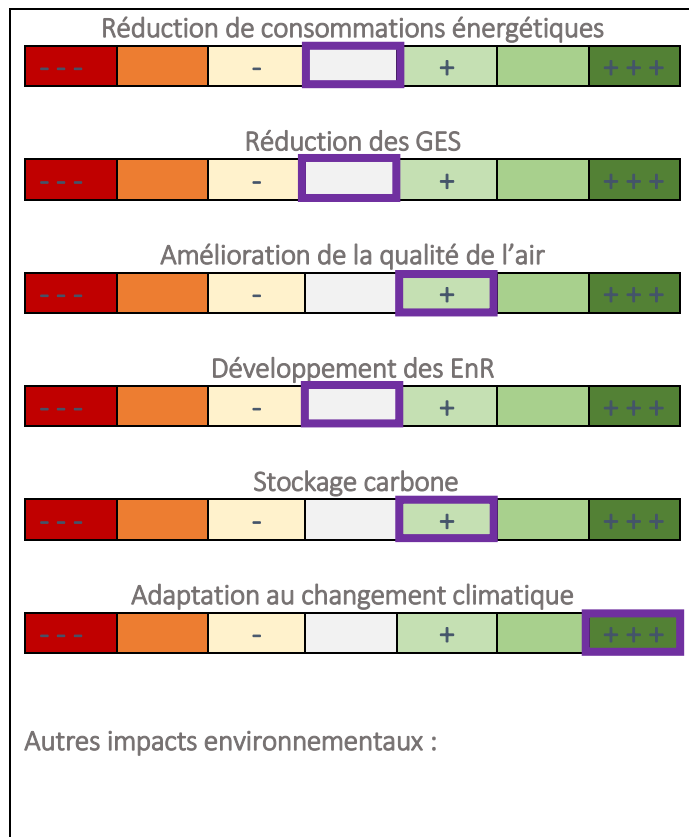 Réduction de consommations énergétiques
- - - - + + + +
Réduction des GES
- - - - + + + +
Amélioration de la qualité de l’air
- - - - + + + +
Développement des EnR
- - - - + + + +
Stockage carbone
- - - - + + + +
Adaptation au changement climatique
- - - - + + + +
Autres impacts environnementaux :